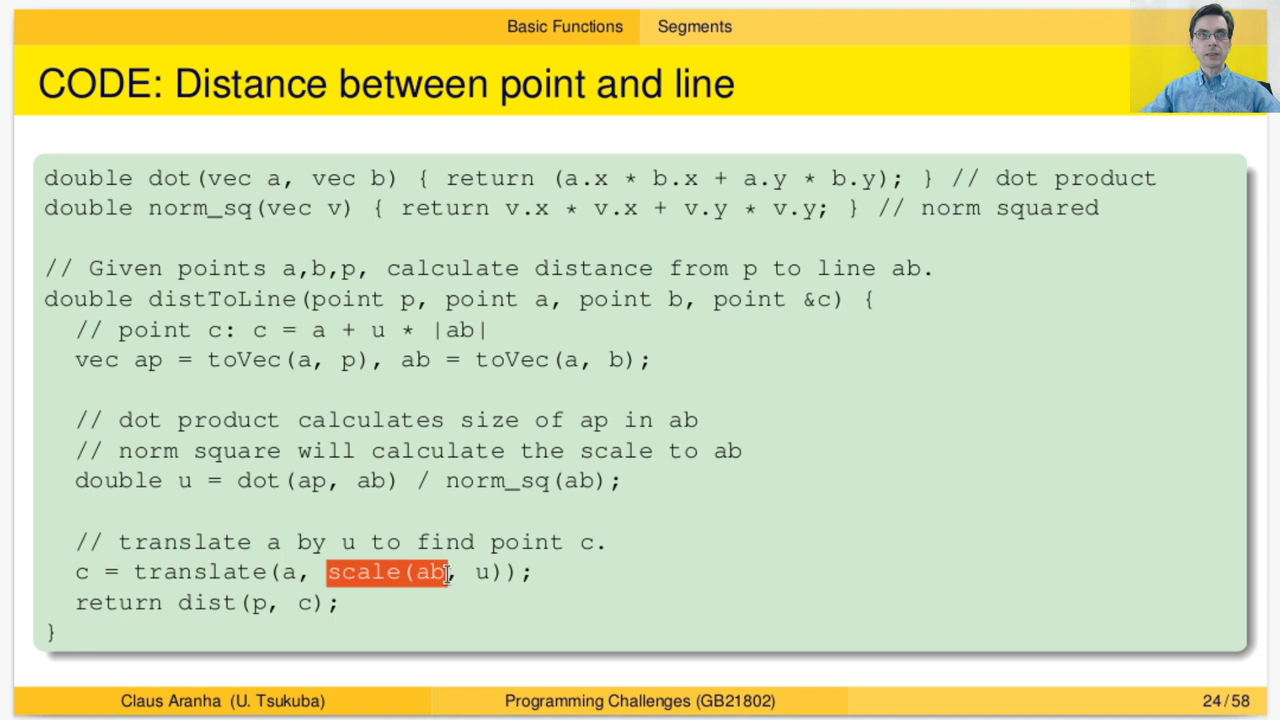 Basic Functions Segments
CODE: Distance between point and line
double dot(vec a, vec b) { return (a.x * b.x + a.y * b.y); } // dot product
double norm_sq(vec v) { return v.x * v.x + v.y * v.y; } // norm squared
// Given points a,b,p, calculate distance from p to line ab.
double distToLine(point p, point a, point b, point &c) {
// point c: c = a + u * |ab|
vec ap = toVec(a, p), ab = toVec(a, b);
// dot product calculates size of ap in ab
// norm square will calculate the scale to ab
double u = dot(ap, ab) / norm_sq(ab);
// translate a by u to find point c.
c = translate(a, scale(ab, u));
return dist(p, c);
}
Claus Aranha (U. Tsukuba) Programming Challenges (GB21802) 24/58